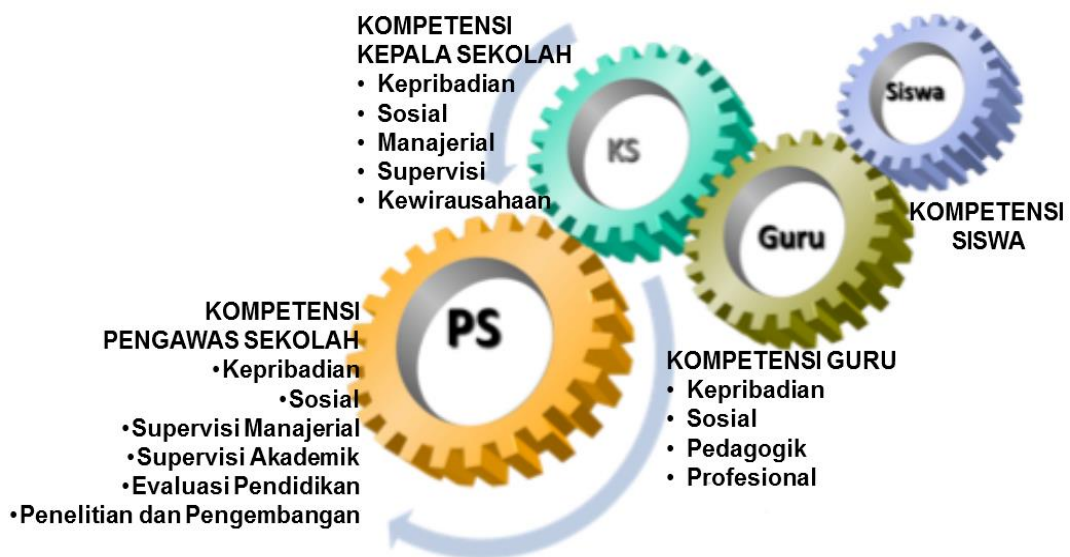 KOMPETENSI
KEPALA SEKOLAH
• Kepribadian
• Sosial
• Manajerial
• Supervisi
• Kewirausahaan
KS
Siswa
Guru
KOMPETENSI
SISWA
PS
KOMPETENSI
PENGAWAS SEKOLAH
•Kepribadian
•Sosial
•Supervisi Manajerial
•Supervisi Akademik
•Evaluasi Pendidikan
•Penelitian dan Pengembangan
KOMPETENSI GURU
• Kepribadian
• Sosial
• Pedagogik
• Profesional